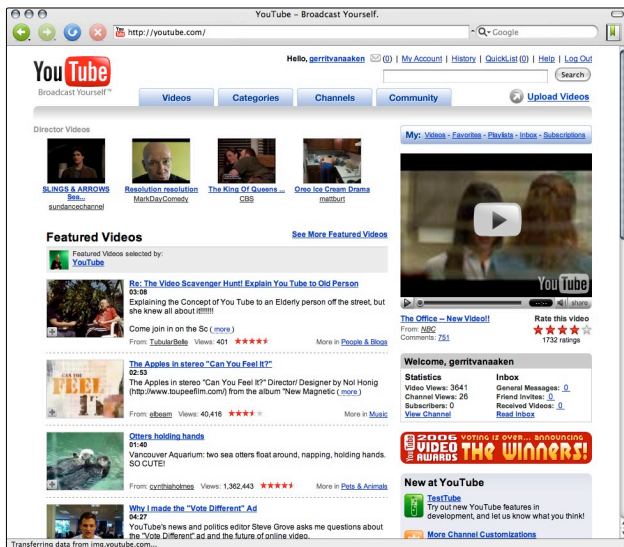 YouTube - Broadcast Yourself.
http://youtube.com/
Google
Hello, gerritvanaaken (0) | My Account | History | QuickList (0) | Help | Log Out
You Tube
Broadcast Yourself™
Search
Videos
Categories
Channels
Community
Upload Videos
Director Videos
SLINGS & ARROWS Sea...
sundancechannel
Resolution resolution
MarkDayComedy
The King Of Queens ...
CBS
Oreo Ice Cream Drama
mattburt
My: Videos - Favorites - Playlists - Inbox - Subscriptions
You Tube
share
The Office -- New Video!!
From: NBC
Comments: 751
Rate this video
1732 ratings
Featured Videos
See More Featured Videos
Featured Videos selected by:
YouTube
Re: The Video Scavenger Hunt! Explain You Tube to Old Person
03:08
Explaining the Concept of You Tube to an Elderly person off the street, but
she knew all about it!!!!!!!
Come join in on the Sc ( more )
From: TubularBelle Views: 401 More in People & Blogs
CAN YOU
FEEL
IT?
The Apples in stereo "Can You Feel It?"
02:53
The Apples in stereo "Can You Feel It?" Director/ Designer by Nol Honig
(http://www.toupeefilm.com/) from the album "New Magnetic ( more )
From: elbeam Views: 40,416 More in Music
Otters holding hands
01:40
Vancouver Aquarium: two sea otters float around, napping, holding hands.
SO CUTE!
From: cynthiaholmes Views: 1,362,443 More in Pets & Animals
Why I made the "Vote Different" Ad
04:27
YouTube's news and politics editor Steve Grove asks me questions about
the "Vote Different" ad and the future of online video.
Welcome, gerritvanaaken
Statistics
Video Views: 3641
Channel Views: 26
Subscribers: 0
View Channel
Inbox
General Messages: 0
Friend Invites: 0
Received Videos: 0
Read Inbox
YouTube
2006
VIDEO
AWARDS
VOTING IS OVER... ANNOUNCING
THE WINNERS!
New at YouTube
TestTube
Try out new YouTube features in
development, and let us know what you think!
More Channel Customizations
Transferring data from img.youtube.com...